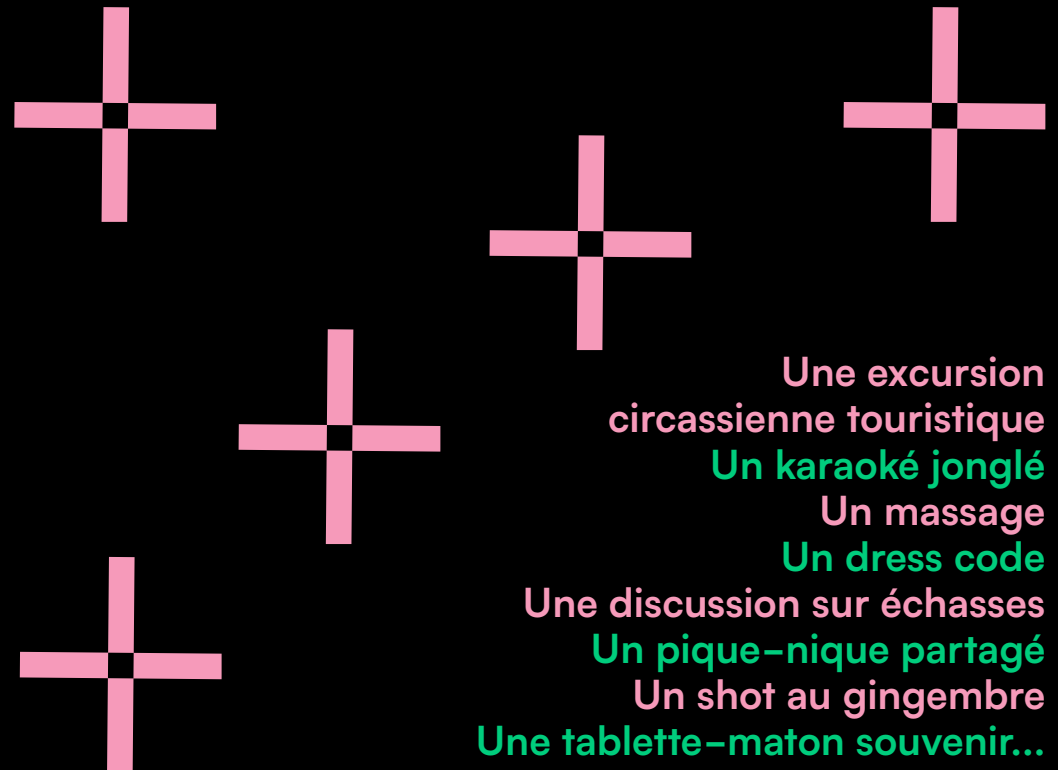 Une excursion
circassienne touristique
Un karaoké jonglé
Un massage
Un dress code
Une discussion sur échasses
Un pique-nique partagé
Un shot au gingembre
Une tablette-maton souvenir...